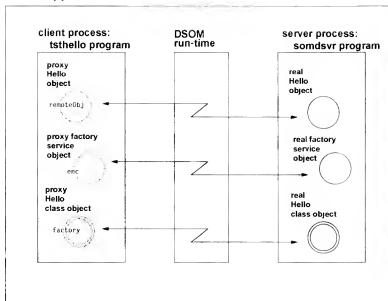 client process:
tsthello program
DSOM
run-time
server process:
somdsvr program
proxy
Hello
object
remoteObj
proxy factory
service
object
emc
proxy
Hello
class object
factory
real
Hello
object
real factory
service
object
real
Hello
class object